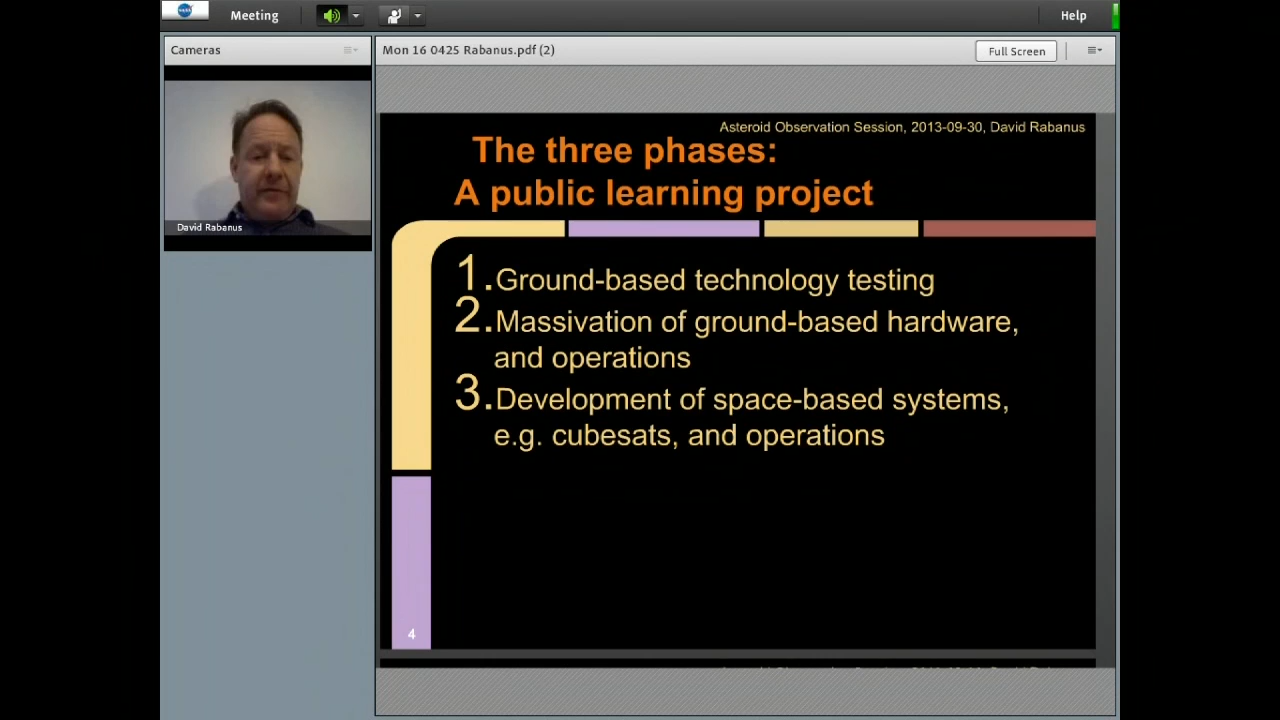 Meeting
Help
Cameras
Mon 16 0425 Rabanus.pdf (2)
Full Screen
David Rabanus
Asteroid Observation Session, 2013-09-30, David Rabanus
The three phases:
A public learning project
1. Ground-based technology testing
2. Massivation of ground-based hardware,
and operations
3. Development of space-based systems,
e.g. cubesats, and operations
4